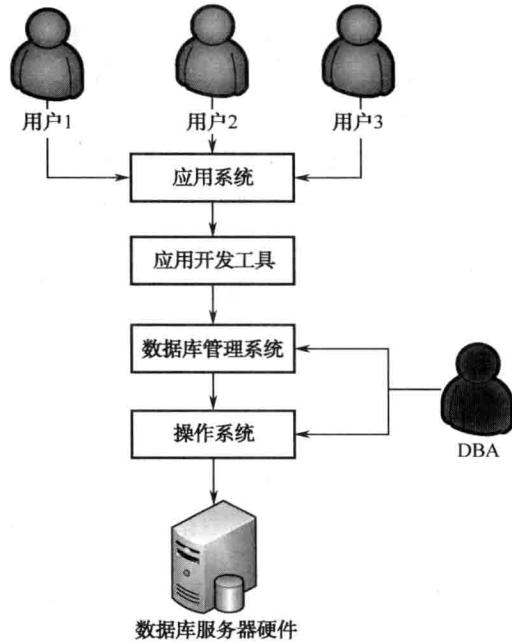 用户1
用户2
用户3
应用系统
应用开发工具
数据库管理系统
操作系统
DBA
数据库服务器硬件